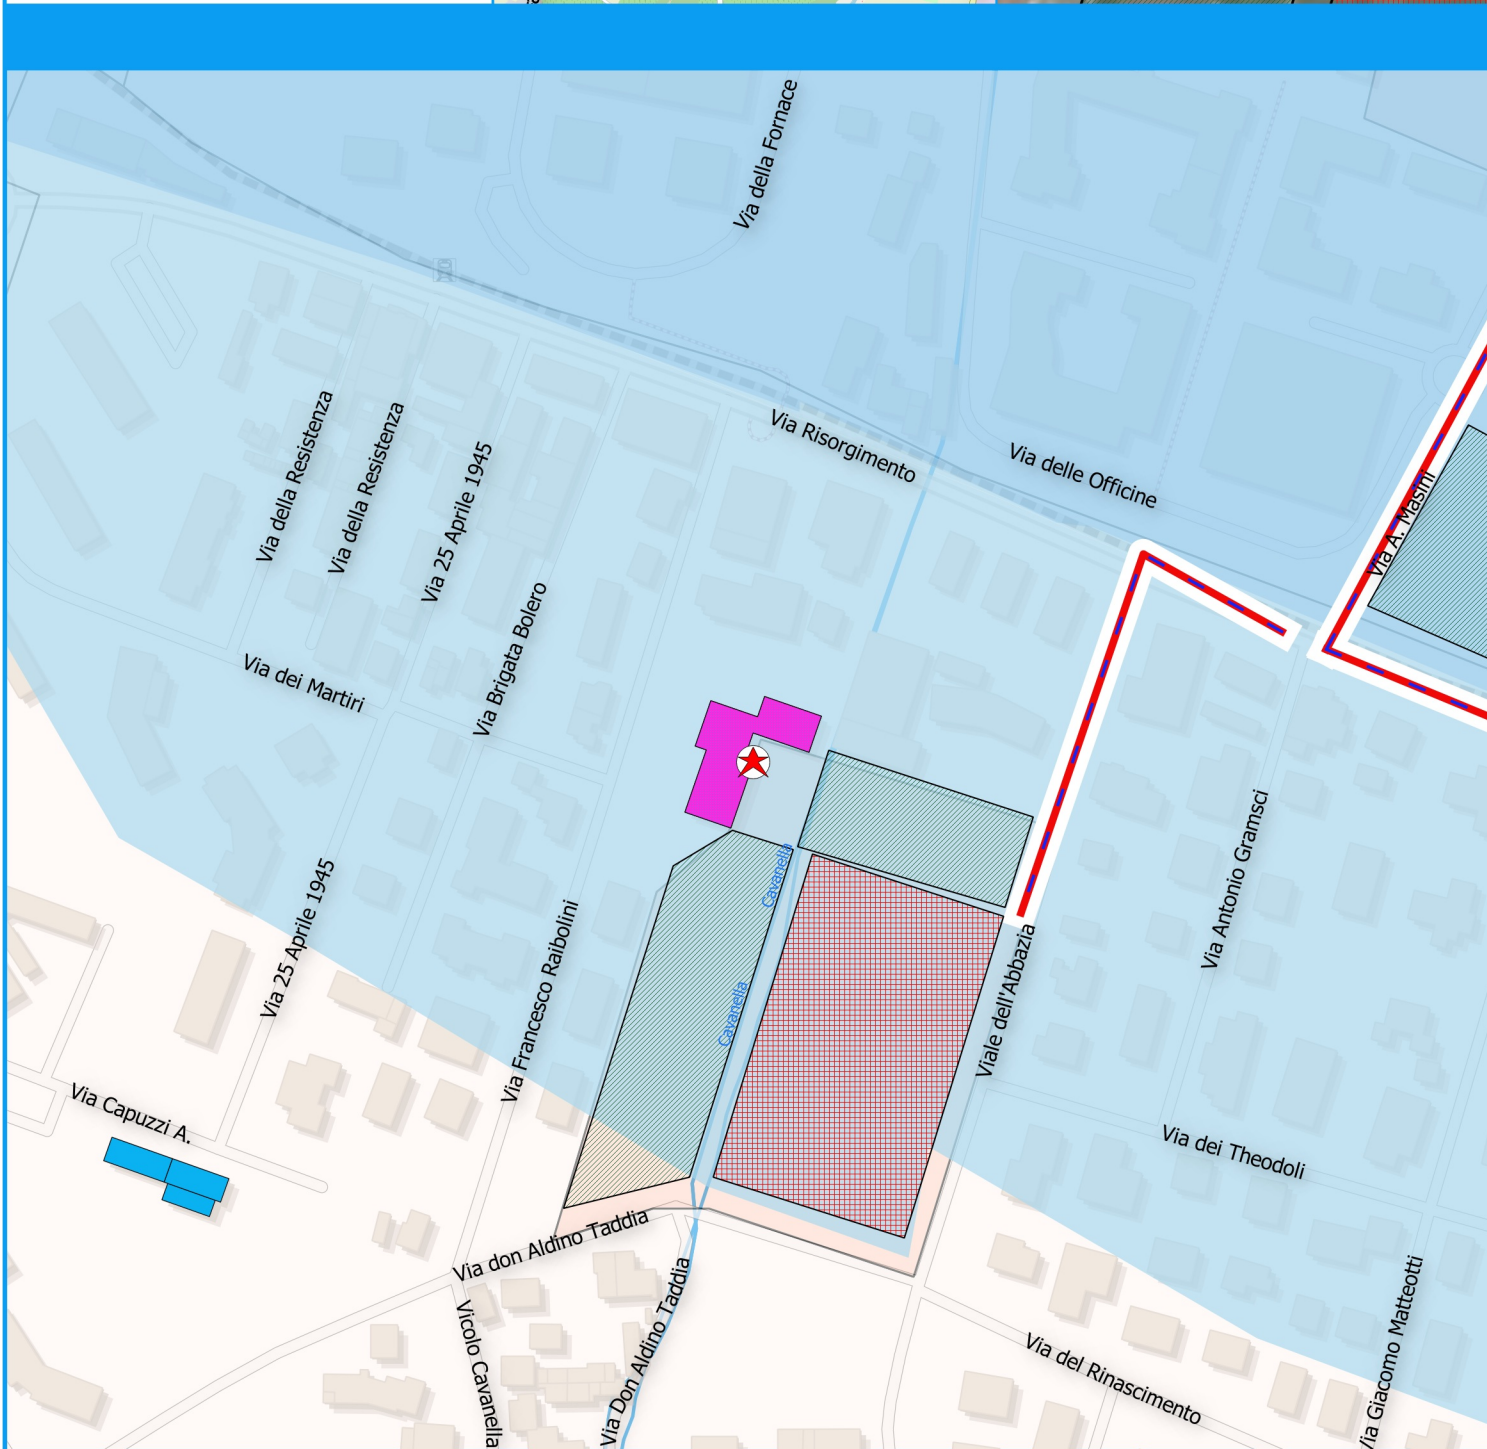 Via della Fornace
Via Risorgimento
Via delle Officine
Via della Resistenza
Via della Resistenza
Via 25 Aprile 1945
Via A. Masini
Via Brigata Bolero
Via dei Martiri
Via Antonio Gramsci
Cavanella
Via 25 Aprile 1945
Via Francesco Raibolini
Cavanella
Viale dell'Abbazia
Via Capuzzi A.
Via dei Theodoli
Via don Aldino Taddia
Via Don Aldino Taddia
Vicolo Cavanella
Via del Rinascimento
Via Giacomo Matteotti